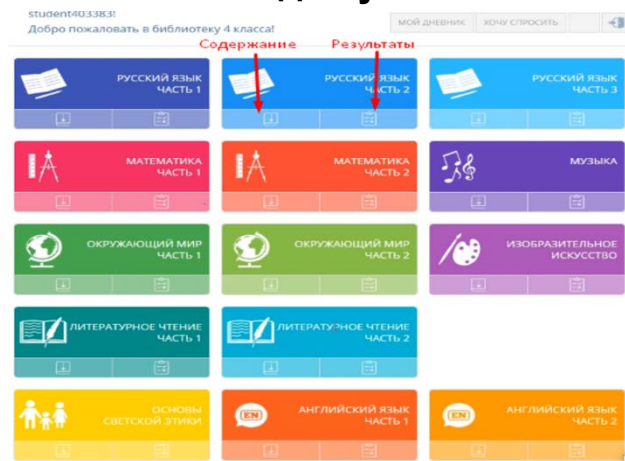 student403383!
Добро пожаловать в библиотеку 4 класса!
МОЙ ДНЕВНИК
ХОЧУ СПРОСИТЬ
Содержание
Результаты
РУССКИЙ ЯЗЫК
ЧАСТЬ 1
РУССКИЙ ЯЗЫК
ЧАСТЬ 2
РУССКИЙ ЯЗЫК
ЧАСТЬ 3
МАТЕМАТИКА
ЧАСТЬ 1
МАТЕМАТИКА
ЧАСТЬ 2
МУЗЫКА
ОКРУЖАЮЩИЙ МИР
ЧАСТЬ 1
ОКРУЖАЮЩИЙ МИР
ЧАСТЬ 2
ИЗОБРАЗИТЕЛЬНОЕ
ИСКУССТВО
ЛИТЕРАТУРНОЕ ЧТЕНИЕ
ЧАСТЬ 1
ЛИТЕРАТУРНОЕ ЧТЕНИЕ
ЧАСТЬ 2
ОСНОВЫ
СВЕТСКОЙ ЭТИКИ
EN
АНГЛИЙСКИЙ ЯЗЫК
ЧАСТЬ 1
EN
АНГЛИЙСКИЙ ЯЗЫК
ЧАСТЬ 2